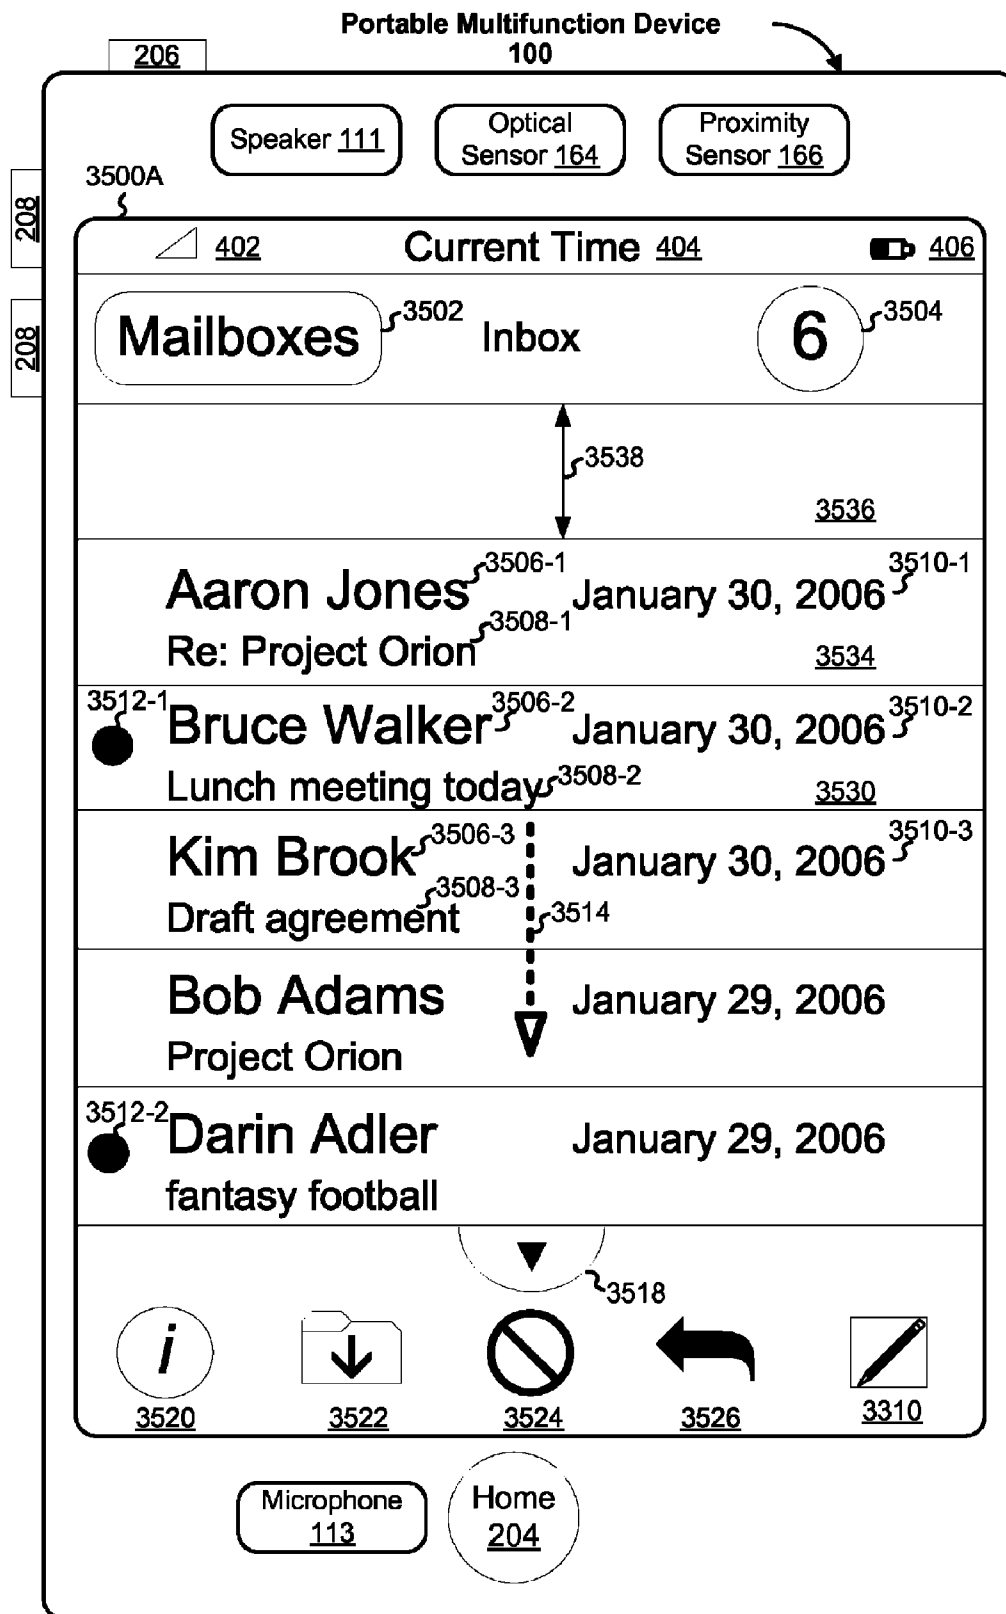 Portable Multifunction Device
100
206
Speaker 111
Optical
Sensor 164
Proximity
Sensor 166
3500A
208
402
Current Time 404
406
208
Mailboxes
3502
Inbox
6
3504
3538
3536
Aaron Jones
3506-1
January 30, 2006
3510-1
Re: Project Orion
3508-1
3534
3512-1
Bruce Walker
3506-2
January 30, 2006
3510-2
Lunch meeting today
3508-2
3530
Kim Brook
3506-3
January 30, 2006
3510-3
Draft agreement
3508-3
3514
Bob Adams
January 29, 2006
Project Orion
3512-2
Darin Adler
January 29, 2006
fantasy football
3518
i
3520
3522
3524
3526
3310
Microphone
113
Home
204